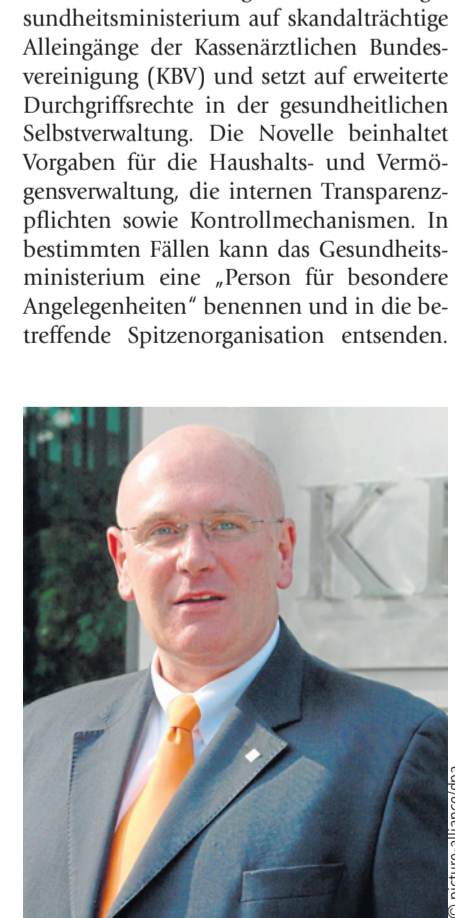 sundheitsministerium auf skandalträchtige
Alleingänge der Kassenärztlichen Bundes-
vereinigung (KBV) und setzt auf erweiterte
Durchgriffsrechte in der gesundheitlichen
Selbstverwaltung. Die Novelle beinhaltet
Vorgaben für die Haushalts- und Vermö-
gensverwaltung, die internen Transparenz-
pflichten sowie Kontrollmechanismen. In
bestimmten Fällen kann das Gesundheits-
ministerium eine „Person für besondere
Angelegenheiten“ benennen und in die be-
treffende Spitzenorganisation entsenden.
K
© picture-alliance/dpa